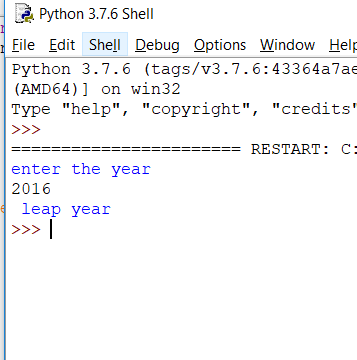 Python 3.7.6 Shell
File Edit Shell Debug Options Window Help
Python 3.7.6 (tags/v3.7.6:43364a7ae
(AMD64)] on win32
Type "help", "copyright", "credits"
>>>
======================= RESTART: C:
enter the year
2016
leap year
>>>